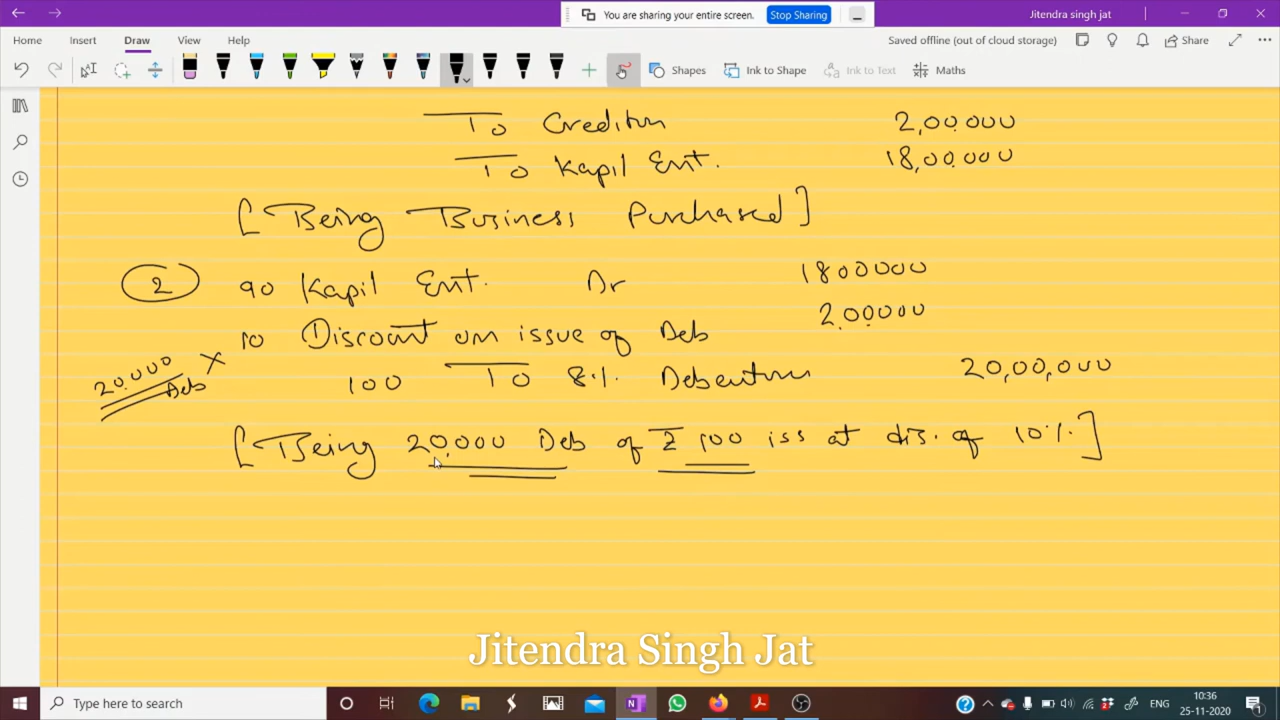 You are sharing your entire screen. Stop Sharing
Jitendra singh jat
Home Insert Draw View Help
Saved offline (out of cloud storage) Share
Shapes Ink to Shape Ink to Text Maths
To Creditors 2,00,000
To Kapil Ent. 18,00,000
[Being Business Purchased]
2 90 Kapil Ent. Dr 1800000
10 Discount on issue of Deb 2,00,000
20,000 Deb × 100 To 8% Debentures 20,00,000
[Being 20,000 Deb of ₹ 100 iss at dis. of 10%]
Jitendra Singh Jat
Type here to search
ENG 10:36
25-11-2020